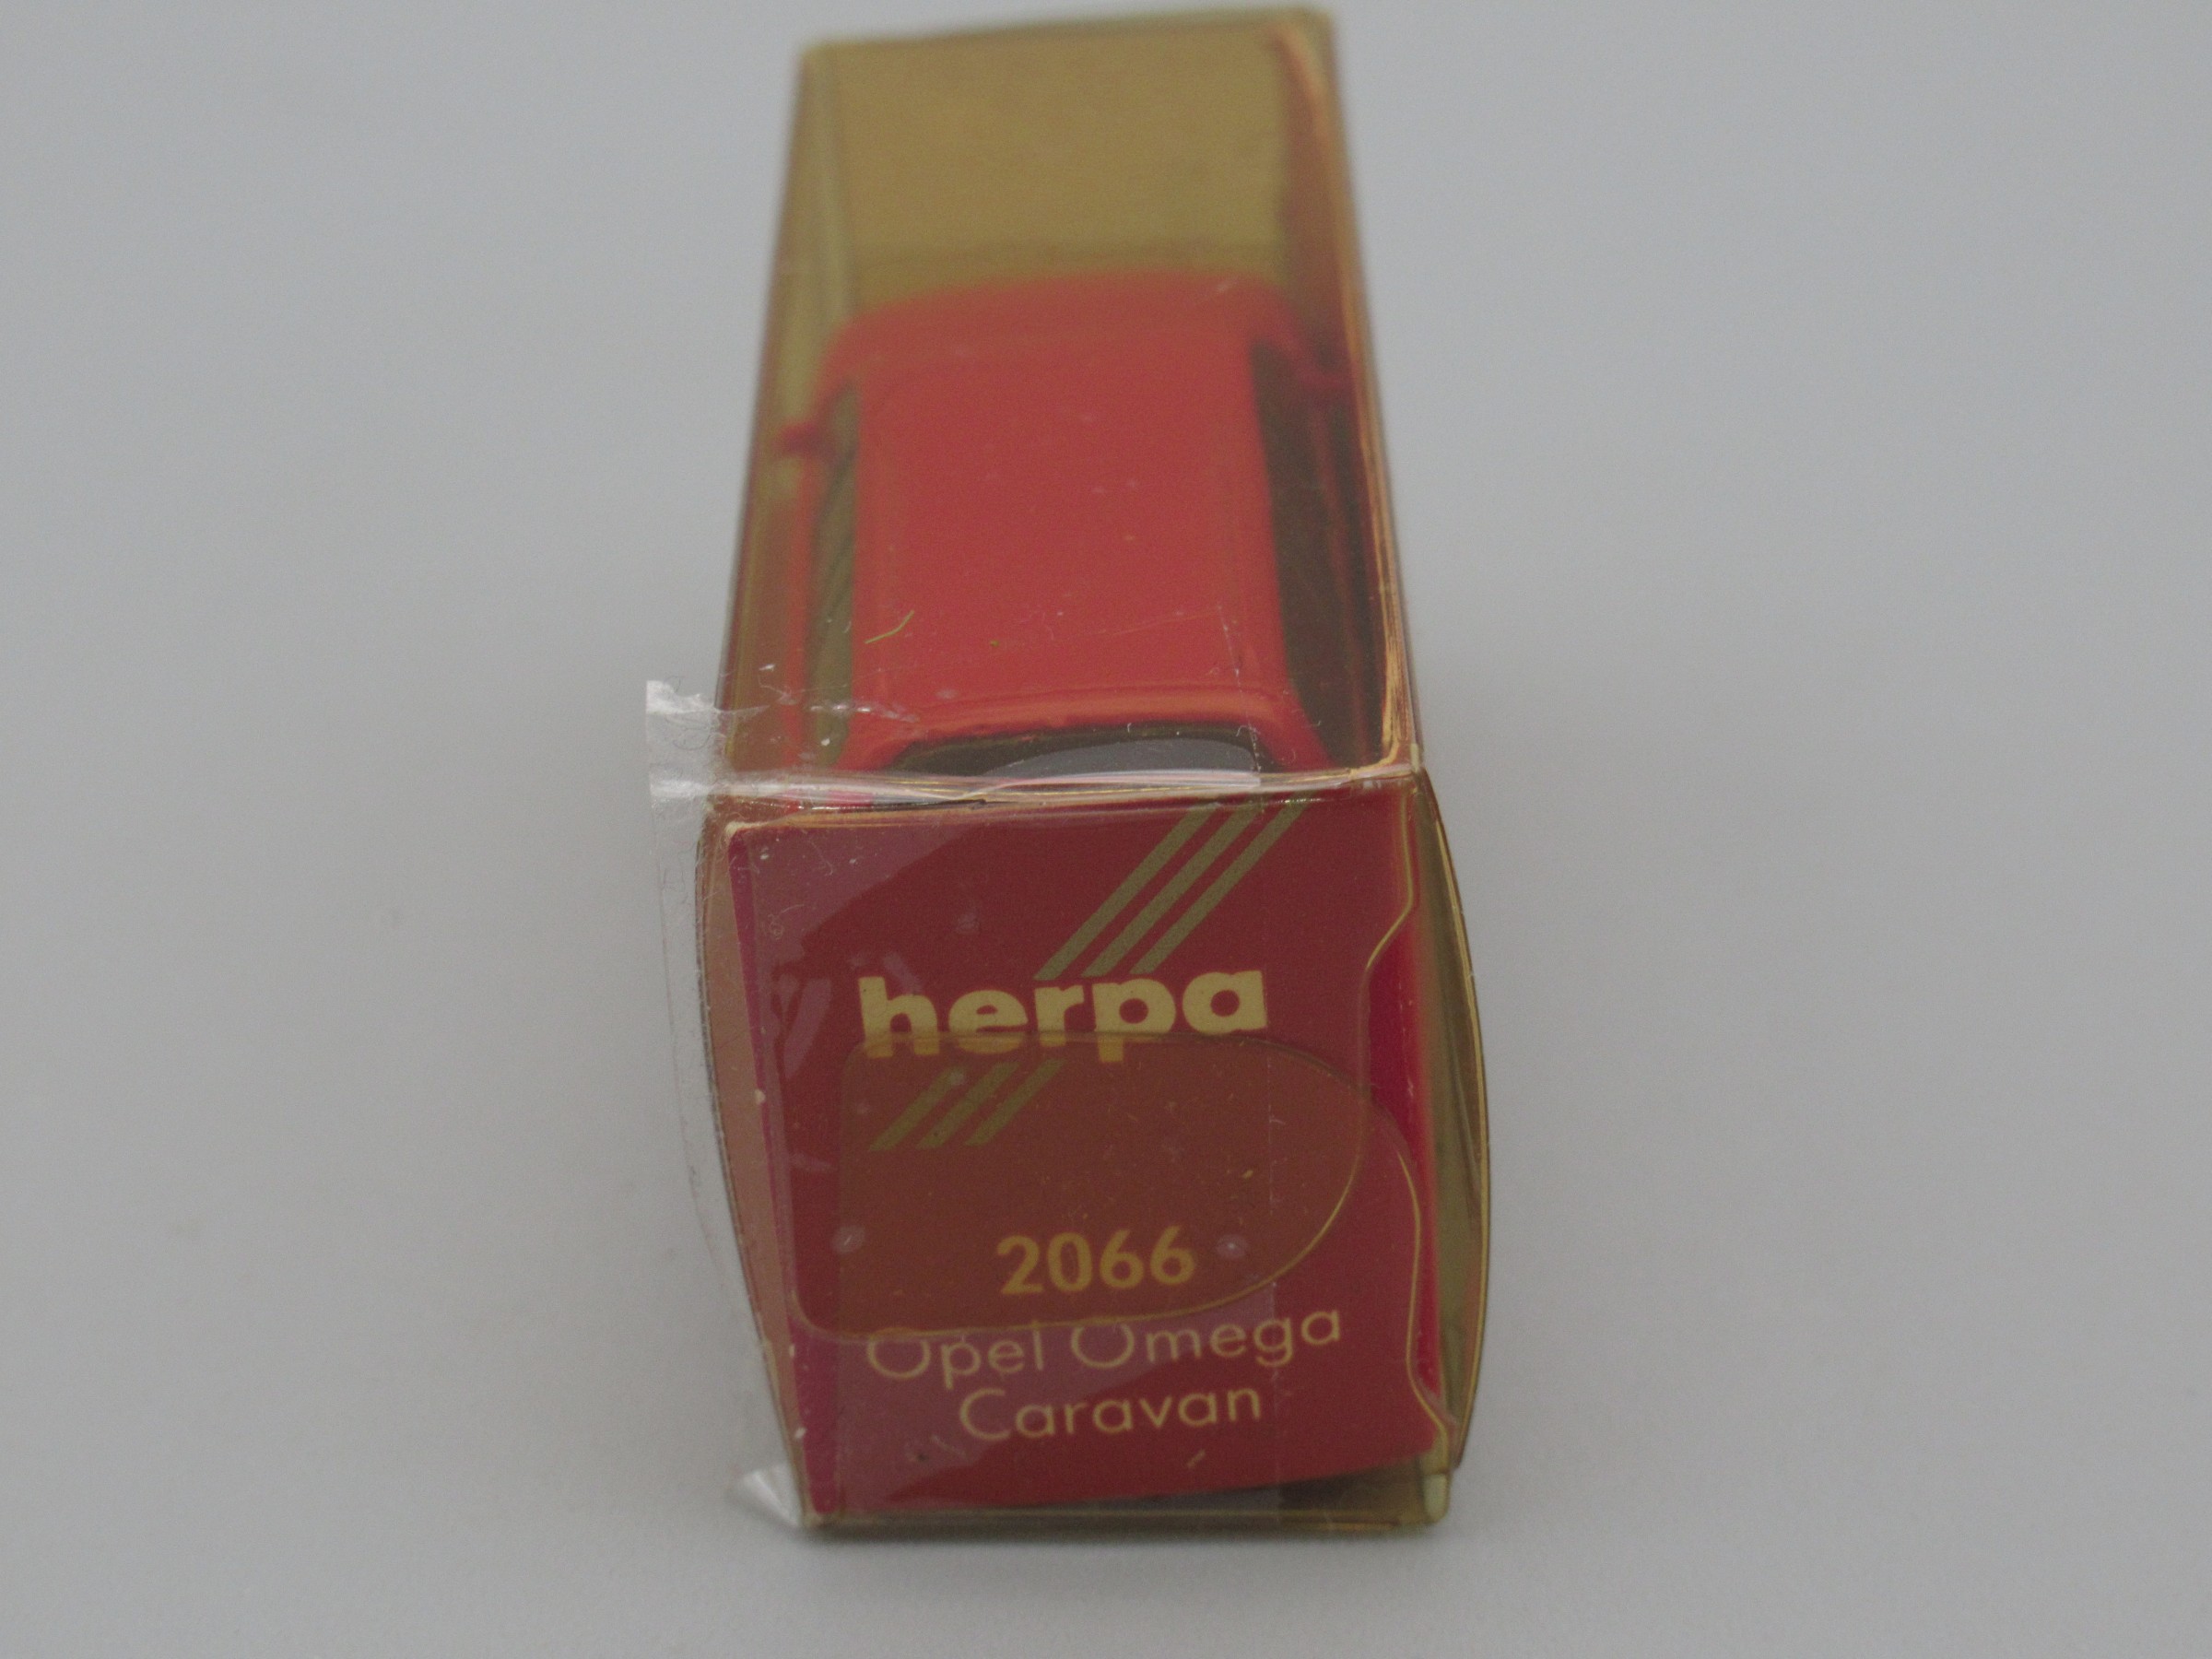 herpa
2066
Opel Omega
Caravan